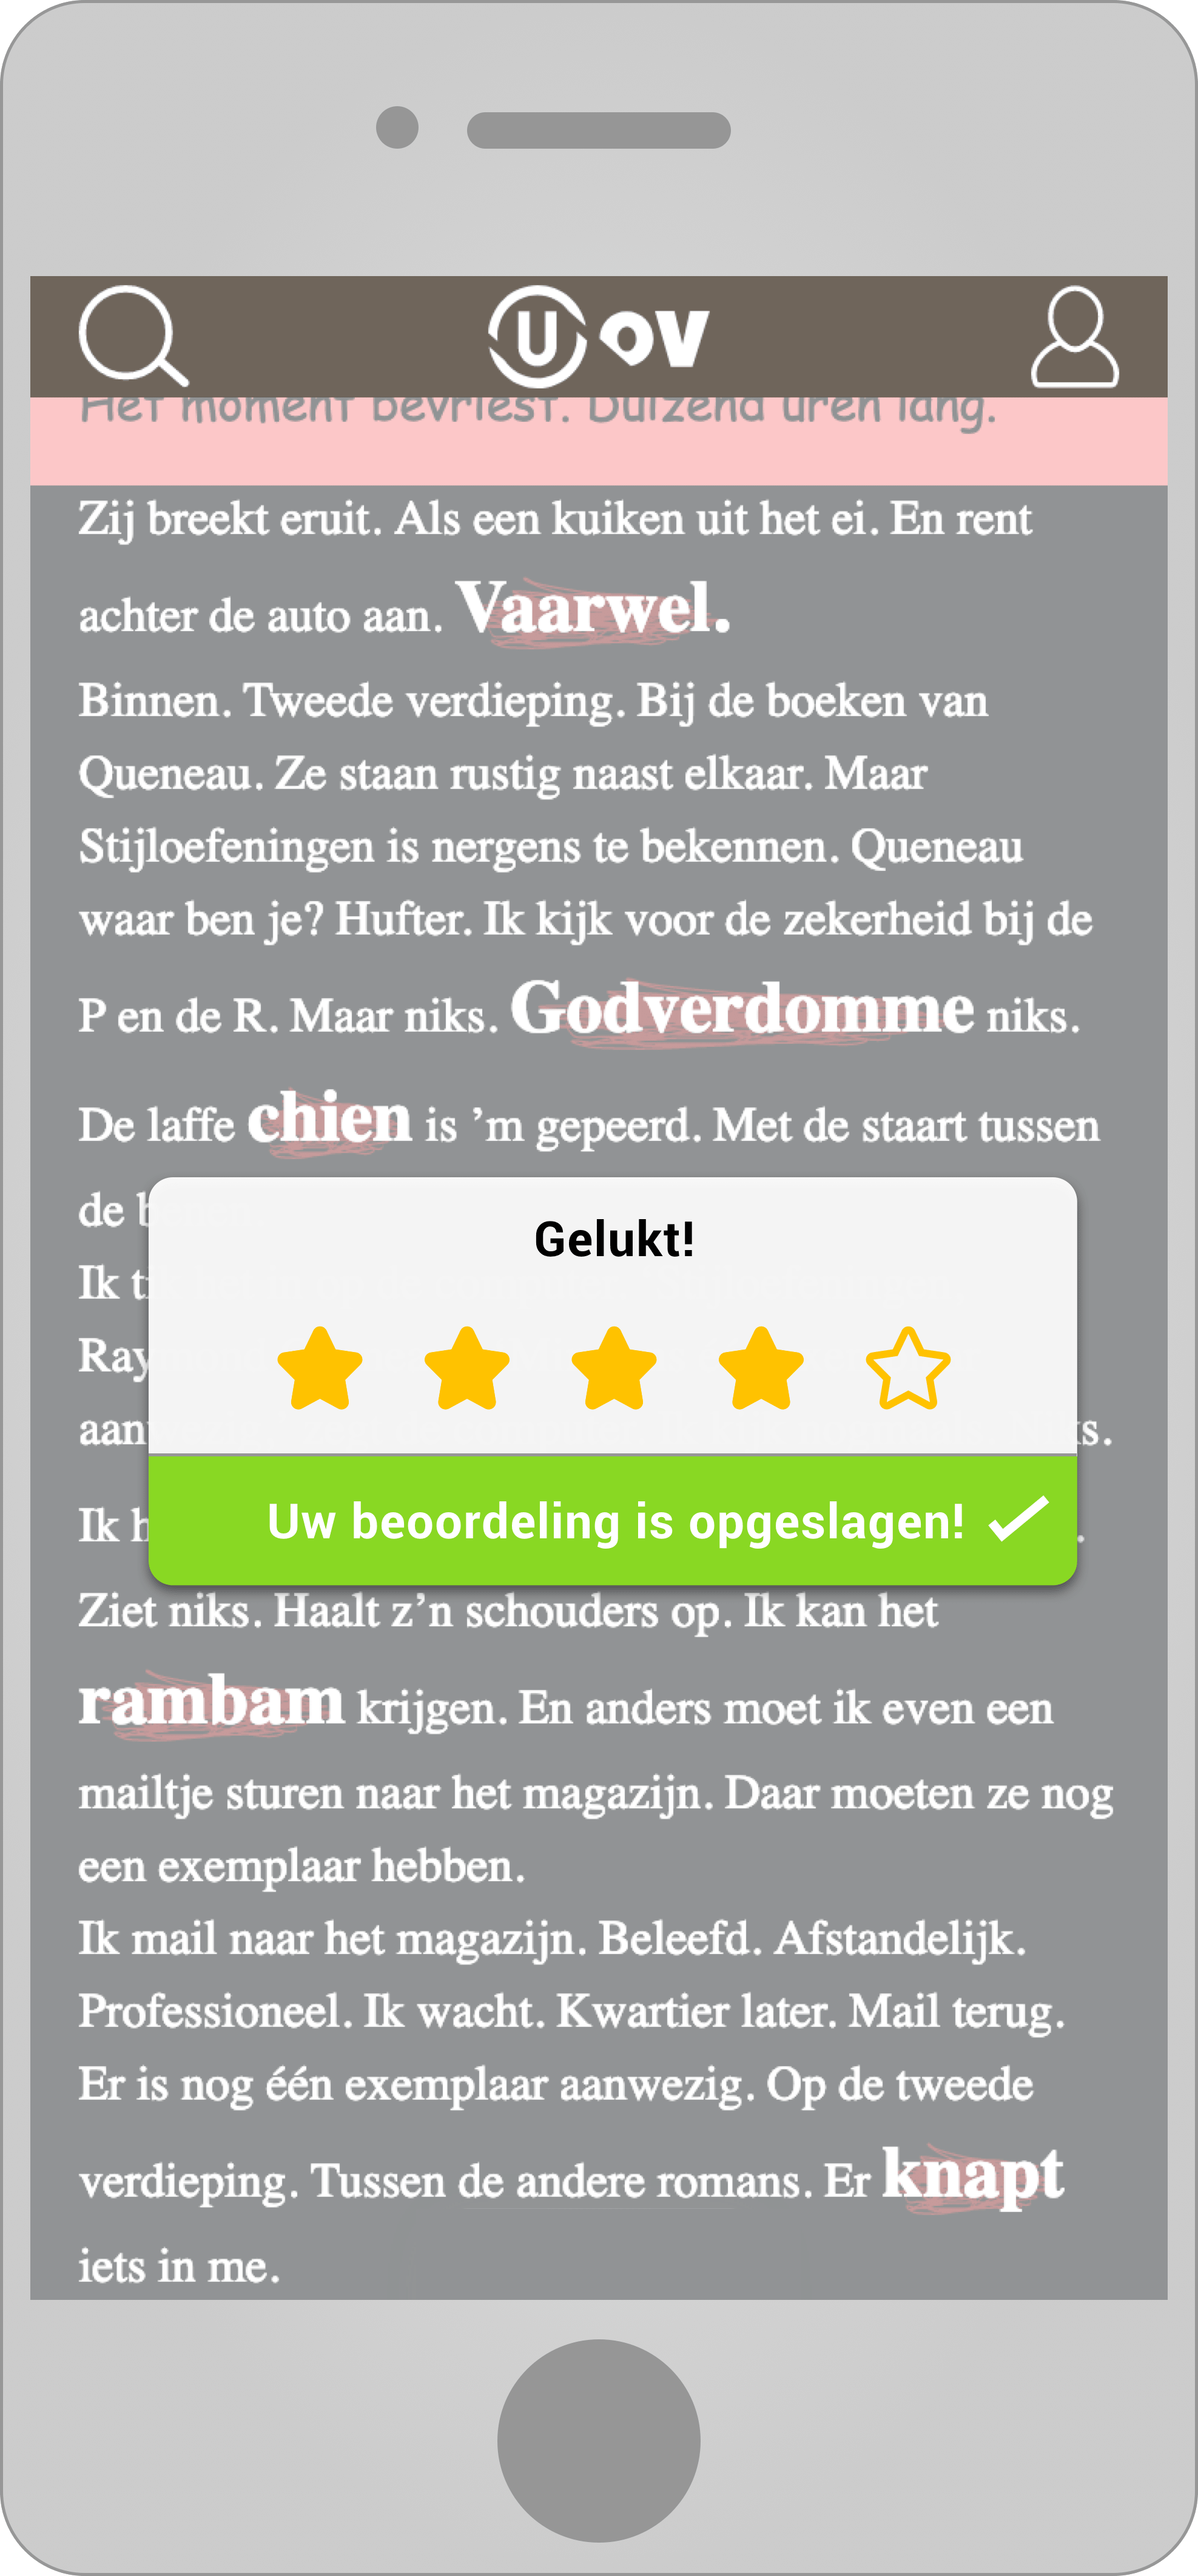 U OV
Het moment bevriest. Duizend uren lang.
Zij breekt eruit. Als een kuiken uit het ei. En rent
achter de auto aan. Vaarwel.
Binnen. Tweede verdieping. Bij de boeken van
Queneau. Ze staan rustig naast elkaar. Maar
Stijloefeningen is nergens te bekennen. Queneau
waar ben je? Hufter. Ik kijk voor de zekerheid bij de
P en de R. Maar niks. Godverdomme niks.
De laffe chien is ’m gepeerd. Met de staart tussen
de
Gelukt!
Ik
Uw beoordeling is opgeslagen!
Ik
Ziet niks. Haalt z’n schouders op. Ik kan het
rambam krijgen. En anders moet ik even een
mailtje sturen naar het magazijn. Daar moeten ze nog
een exemplaar hebben.
Ik mail naar het magazijn. Beleefd. Afstandelijk.
Professioneel. Ik wacht. Kwartier later. Mail terug.
Er is nog één exemplaar aanwezig. Op de tweede
verdieping. Tussen de andere romans. Er knapt
iets in me.